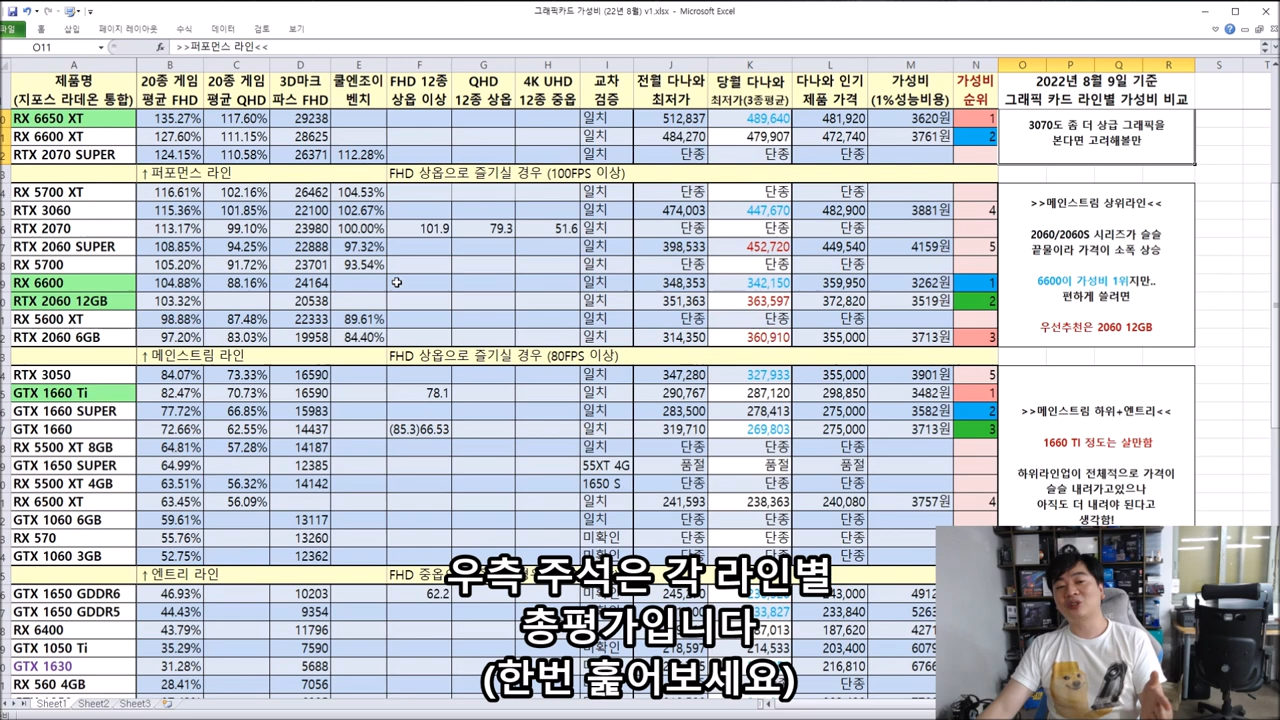 그래픽카드 가성비 (22년 8월) v1.xlsx - Microsoft Excel
파일 홈 삽입 페이지 레이아웃 수식 데이터 검토 보기
O11 fx >>퍼포먼스 라인<<
A B C D E F G H I J K L M N O P Q R S T
제품명 20종 게임 20종 게임 3D마크 쿨엔조이 FHD 12종 QHD 4K UHD 교차 전월 다나와 당월 다나와 다나와 인기 가성비 가성비 2022년 8월 9일 기준
(지포스 라데온 통합) 평균 FHD 평균 QHD 파스 FHD 벤치 상옵 이상 12종 상옵 12종 중옵 검증 최저가 최저가(3종평균) 제품 가격 (1%성능비용) 순위 그래픽 카드 라인별 가성비 비교
RX 6650 XT 135.27% 117.60% 29238 일치 512,837 489,640 481,920 3620원 1
3070도 좀 더 상급 그래픽을
RX 6600 XT 127.60% 111.15% 28625 일치 484,270 479,907 472,740 3761원 2
본다면 고려해볼만
RTX 2070 SUPER 124.15% 110.58% 26371 112.28% 일치 단종 단종 단종
↑퍼포먼스 라인 FHD 상옵으로 즐기실 경우 (100FPS 이상)
RX 5700 XT 116.61% 102.16% 26462 104.53% 일치 단종 단종 단종
>>메인스트림 상위라인<<
RTX 3060 115.36% 101.85% 22100 102.67% 일치 474,003 447,670 482,900 3881원 4
RTX 2070 113.17% 99.10% 23980 100.00% 101.9 79.3 51.6 일치 단종 단종 단종
2060/2060S 시리즈가 슬슬
RTX 2060 SUPER 108.85% 94.25% 22888 97.32% 일치 398,533 452,720 449,540 4159원 5
끝물이라 가격이 소폭 상승
RX 5700 105.20% 91.72% 23701 93.54% 일치 단종 단종 단종
RX 6600 104.88% 88.16% 24164 일치 348,353 342,150 359,950 3262원 1
6600이 가성비 1위지만..
RTX 2060 12GB 103.32% 20538 일치 351,363 363,597 372,820 3519원 2
편하게 쓸려면
RX 5600 XT 98.88% 87.48% 22333 89.61% 일치 단종 단종 단종
우선추천은 2060 12GB
RTX 2060 6GB 97.20% 83.03% 19958 84.40% 일치 314,350 360,910 355,000 3713원 3
↑메인스트림 라인 FHD 상옵으로 즐기실 경우 (80FPS 이상)
RTX 3050 84.07% 73.33% 16590 일치 347,280 327,933 355,000 3901원 5
GTX 1660 Ti 82.47% 70.73% 16590 78.1 일치 290,767 287,120 298,850 3482원 1
GTX 1660 SUPER 77.72% 66.85% 15983 일치 283,500 278,413 275,000 3582원 2
>>메인스트림 하위+엔트리<<
GTX 1660 72.66% 62.55% 14437 (85.3)66.53 일치 319,710 269,803 275,000 3713원 3
1660 TI 정도는 살만함
RX 5500 XT 8GB 64.81% 57.28% 14187 일치 단종 단종 단종
GTX 1650 SUPER 64.99% 12385 55XT 4G 품절 품절 품절
하위라인업이 전체적으로 가격이
RX 5500 XT 4GB 63.51% 56.32% 14142 1650 S 단종 단종 단종
슬슬 내려가고있으나
RX 6500 XT 63.45% 56.09% 일치 241,593 238,363 240,080 3757원 4
아직도 더 내려야 된다고
GTX 1060 6GB 59.61% 13117 일치 단종 단종 단종
생각함!
RX 570 55.76% 13260 미확인 단종 단종 단종
GTX 1060 3GB 52.75% 12362 단종 단종 단종
↑엔트리 라인 FHD
GTX 1650 GDDR6 46.93% 10203 4912
GTX 1650 GDDR5 44.43% 9354 233,840 5263
RX 6400 43.79% 11796 187,620 4271
GTX 1050 Ti 35.29% 7590 203,400 6079
GTX 1630 31.28% 5688 216,810 6766
RX 560 4GB 28.41% 7056 단종
우측 주석은 각 라인별
총평가입니다
(한번 훑어보세요)
Sheet1 Sheet2 Sheet3